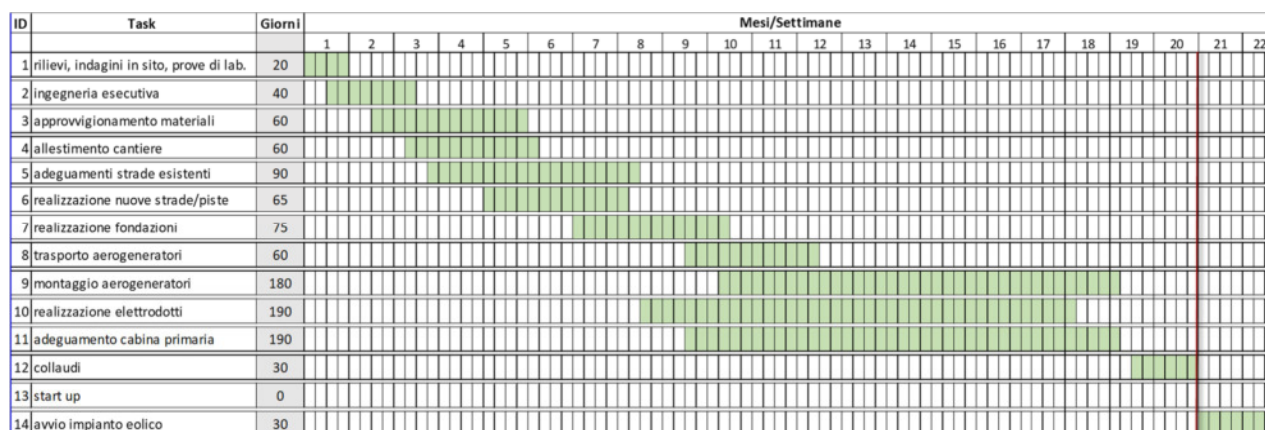 ID Task Giorni Mesi/Settimane
1 2 3 4 5 6 7 8 9 10 11 12 13 14 15 16 17 18 19 20 21 22
1 rilievi, indagini in sito, prove di lab. 20
2 ingegneria esecutiva 40
3 approvvigionamento materiali 60
4 allestimento cantiere 60
5 adeguamenti strade esistenti 90
6 realizzazione nuove strade/piste 65
7 realizzazione fondazioni 75
8 trasporto aerogeneratori 60
9 montaggio aerogeneratori 180
10 realizzazione elettrodotti 190
11 adeguamento cabina primaria 190
12 collaudi 30
13 start up 0
14 avvio impianto eolico 30